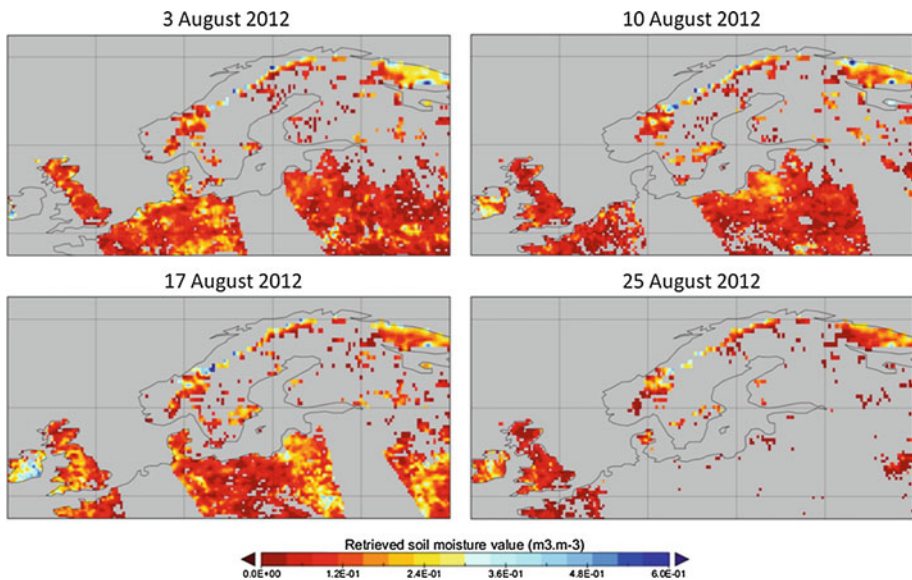 3 August 2012
10 August 2012
17 August 2012
25 August 2012
Retrieved soil moisture value (m3.m-3)
0.0E+00 1.2E-01 2.4E-01 3.6E-01 4.8E-01 6.0E-01